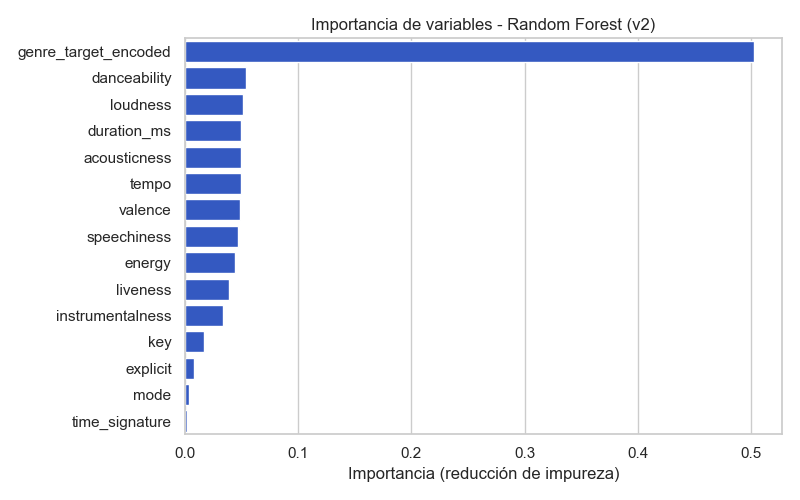 Importancia de variables - Random Forest (v2)
genre_target_encoded
danceability
loudness
duration_ms
acousticness
tempo
valence
speechiness
energy
liveness
instrumentalness
key
explicit
mode
time_signature
0.0 0.1 0.2 0.3 0.4 0.5
Importancia (reducción de impureza)